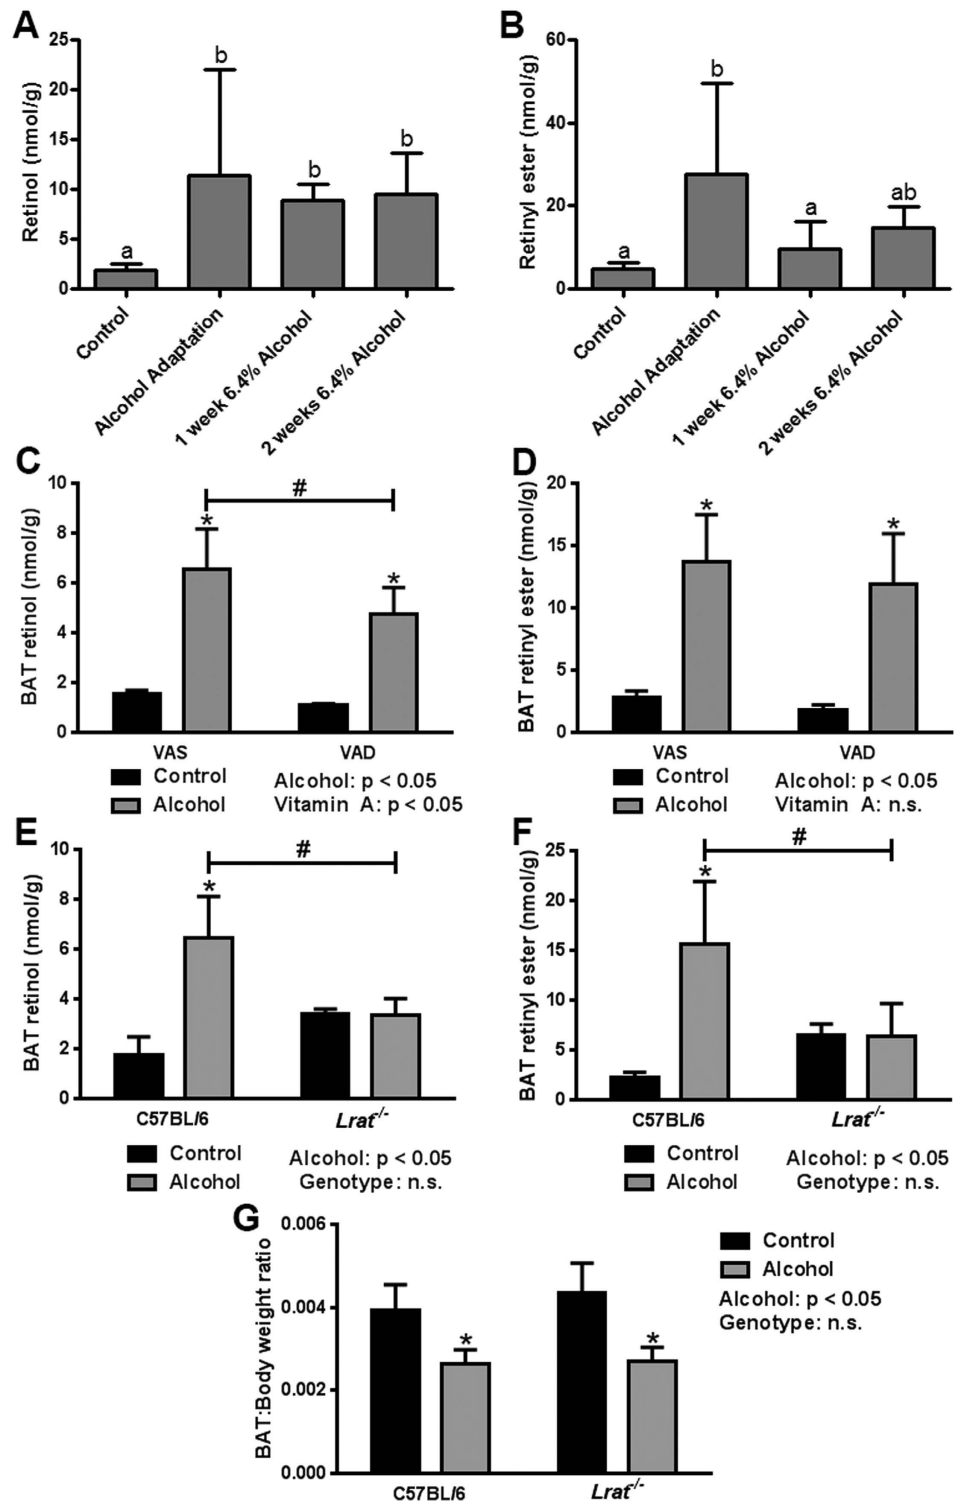 A
Retinol (nmol/g)
25
20
15
10
5
0
a
b
b
b
Control
Alcohol Adaptation
1 week 6.4% Alcohol
2 weeks 6.4% Alcohol
B
Retinyl ester (nmol/g)
60
40
20
0
a
b
a
ab
Control
Alcohol Adaptation
1 week 6.4% Alcohol
2 weeks 6.4% Alcohol
C
BAT retinol (nmol/g)
10
8
6
4
2
0
#
*
*
VAS
VAD
Control
Alcohol
Alcohol: p < 0.05
Vitamin A: p < 0.05
D
BAT retinyl ester (nmol/g)
20
15
10
5
0
*
*
VAS
VAD
Control
Alcohol
Alcohol: p < 0.05
Vitamin A: n.s.
E
BAT retinol (nmol/g)
10
8
6
4
2
0
#
*
C57BL/6
Lrat-/-
Control
Alcohol
Alcohol: p < 0.05
Genotype: n.s.
F
BAT retinyl ester (nmol/g)
25
20
15
10
5
0
#
*
C57BL/6
Lrat-/-
Control
Alcohol
Alcohol: p < 0.05
Genotype: n.s.
G
BAT:Body weight ratio
0.006
0.004
0.002
0.000
*
*
C57BL/6
Lrat-/-
Control
Alcohol
Alcohol: p < 0.05
Genotype: n.s.